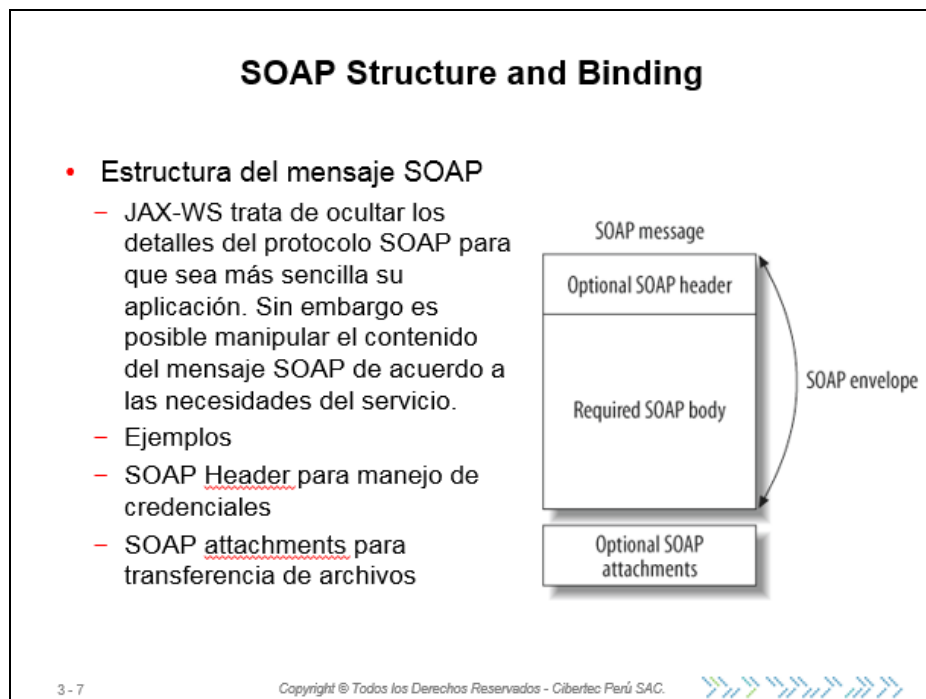 SOAP Structure and Binding
• Estructura del mensaje SOAP
– JAX-WS trata de ocultar los
detalles del protocolo SOAP para
que sea más sencilla su
aplicación. Sin embargo es
posible manipular el contenido
del mensaje SOAP de acuerdo a
las necesidades del servicio.
– Ejemplos
– SOAP Header para manejo de
credenciales
– SOAP attachments para
transferencia de archivos
SOAP message
Optional SOAP header
Required SOAP body
SOAP envelope
Optional SOAP
attachments
3 - 7
Copyright © Todos los Derechos Reservados - Cibertec Perú SAC.